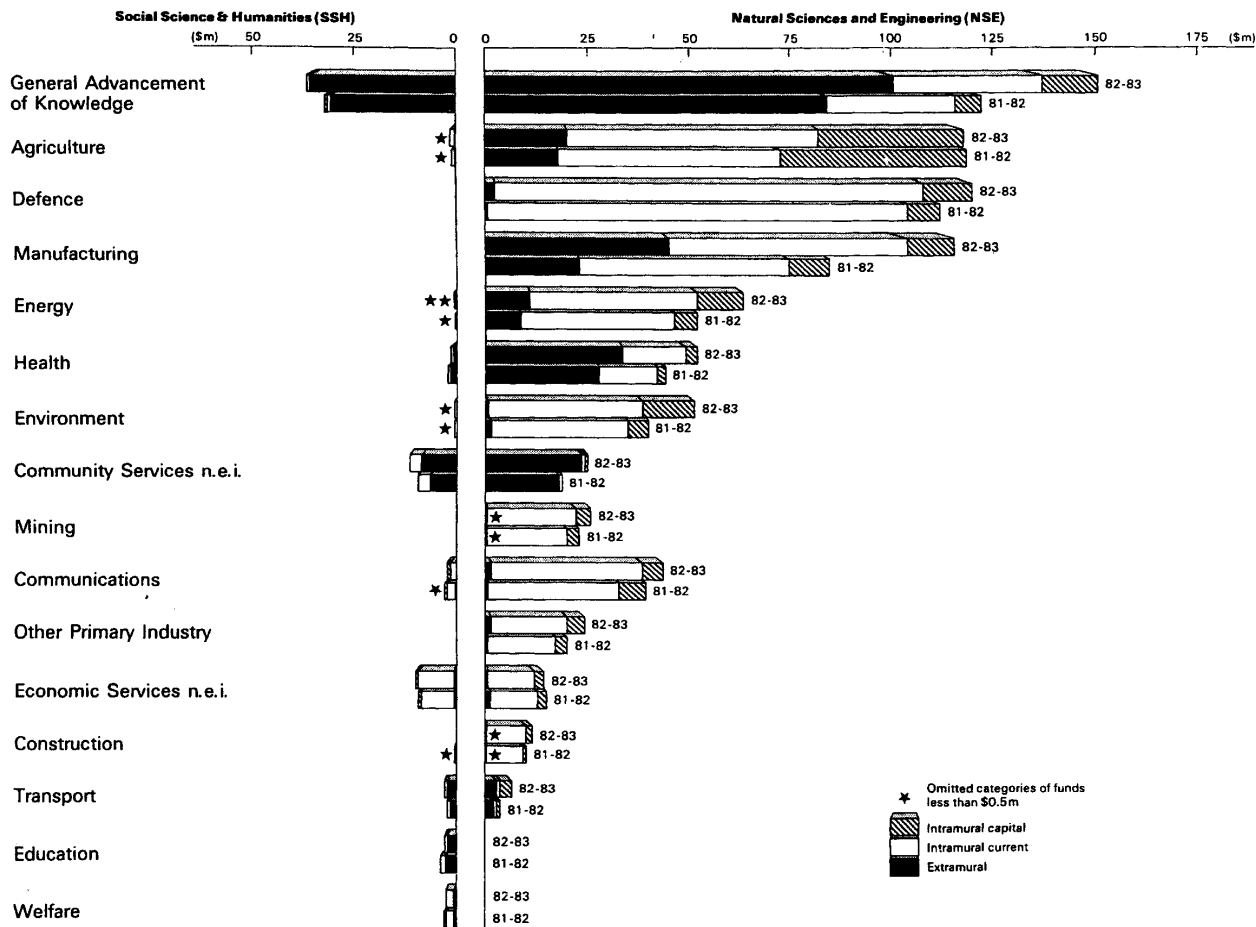 Social Science & Humanities (SSH) Natural Sciences and Engineering (NSE)
($m) 50 25 0 0 25 50 75 100 125 150 175 ($m)
General Advancement
of Knowledge
82-83
81-82
Agriculture
★ 82-83
★ 81-82
Defence
82-83
81-82
Manufacturing
82-83
81-82
Energy
★★ 82-83
★ 81-82
Health
82-83
81-82
Environment
★ 82-83
★ 81-82
Community Services n.e.i.
82-83
81-82
Mining
★ 82-83
★ 81-82
Communications
82-83
★ 81-82
Other Primary Industry
82-83
81-82
Economic Services n.e.i.
82-83
81-82
Construction
★ 82-83
★ ★ 81-82
Transport
82-83
81-82
Education
82-83
81-82
Welfare
82-83
81-82
★ Omitted categories of funds
less than $0.5m
Intramural capital
Intramural current
Extramural